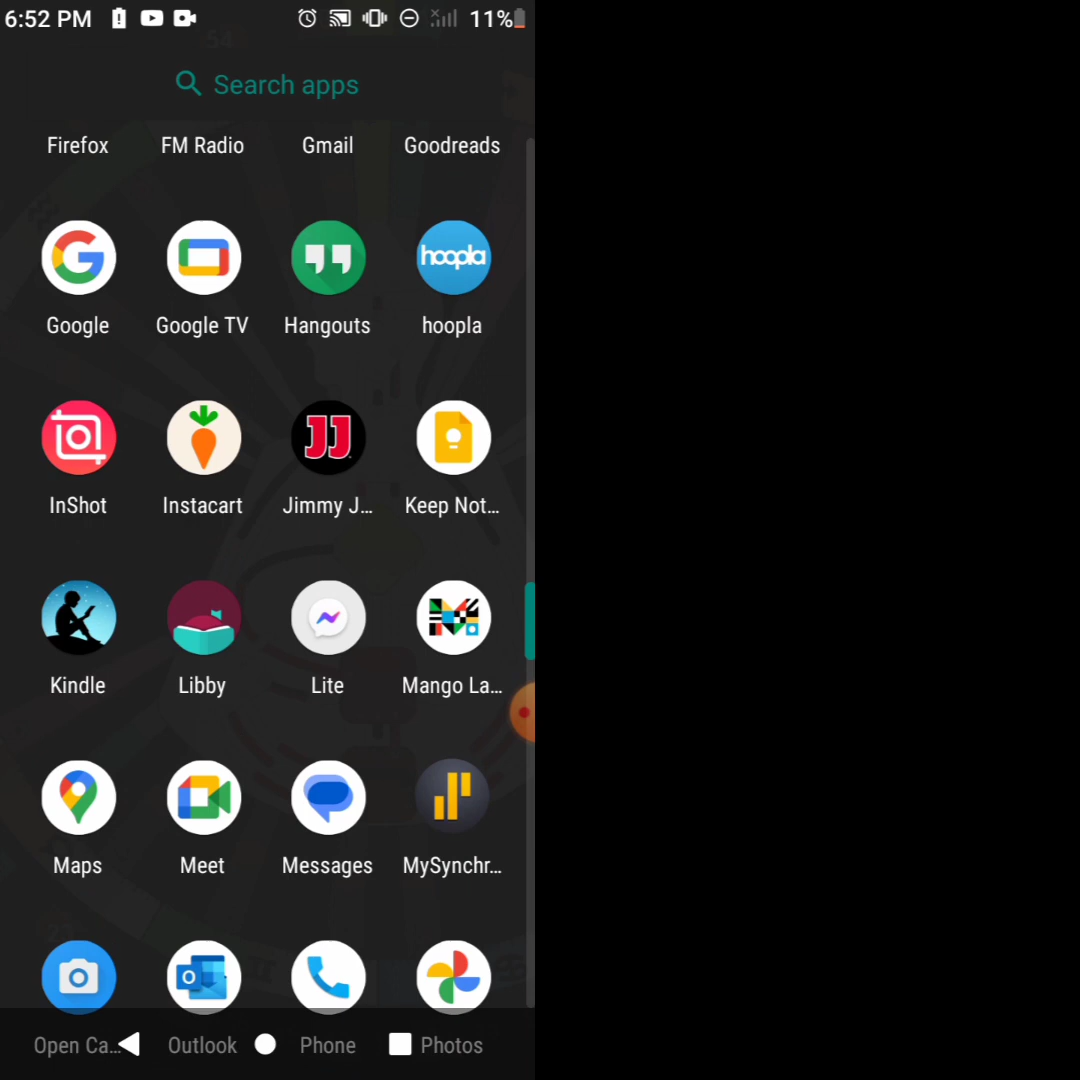 6:52 PM 11%
Search apps
Firefox FM Radio Gmail Goodreads
hoopla
Google Google TV Hangouts hoopla
JJ
InShot Instacart Jimmy J... Keep Not...
Kindle Libby Lite Mango La...
Maps Meet Messages MySynchr...
Open Ca... Outlook Phone Photos